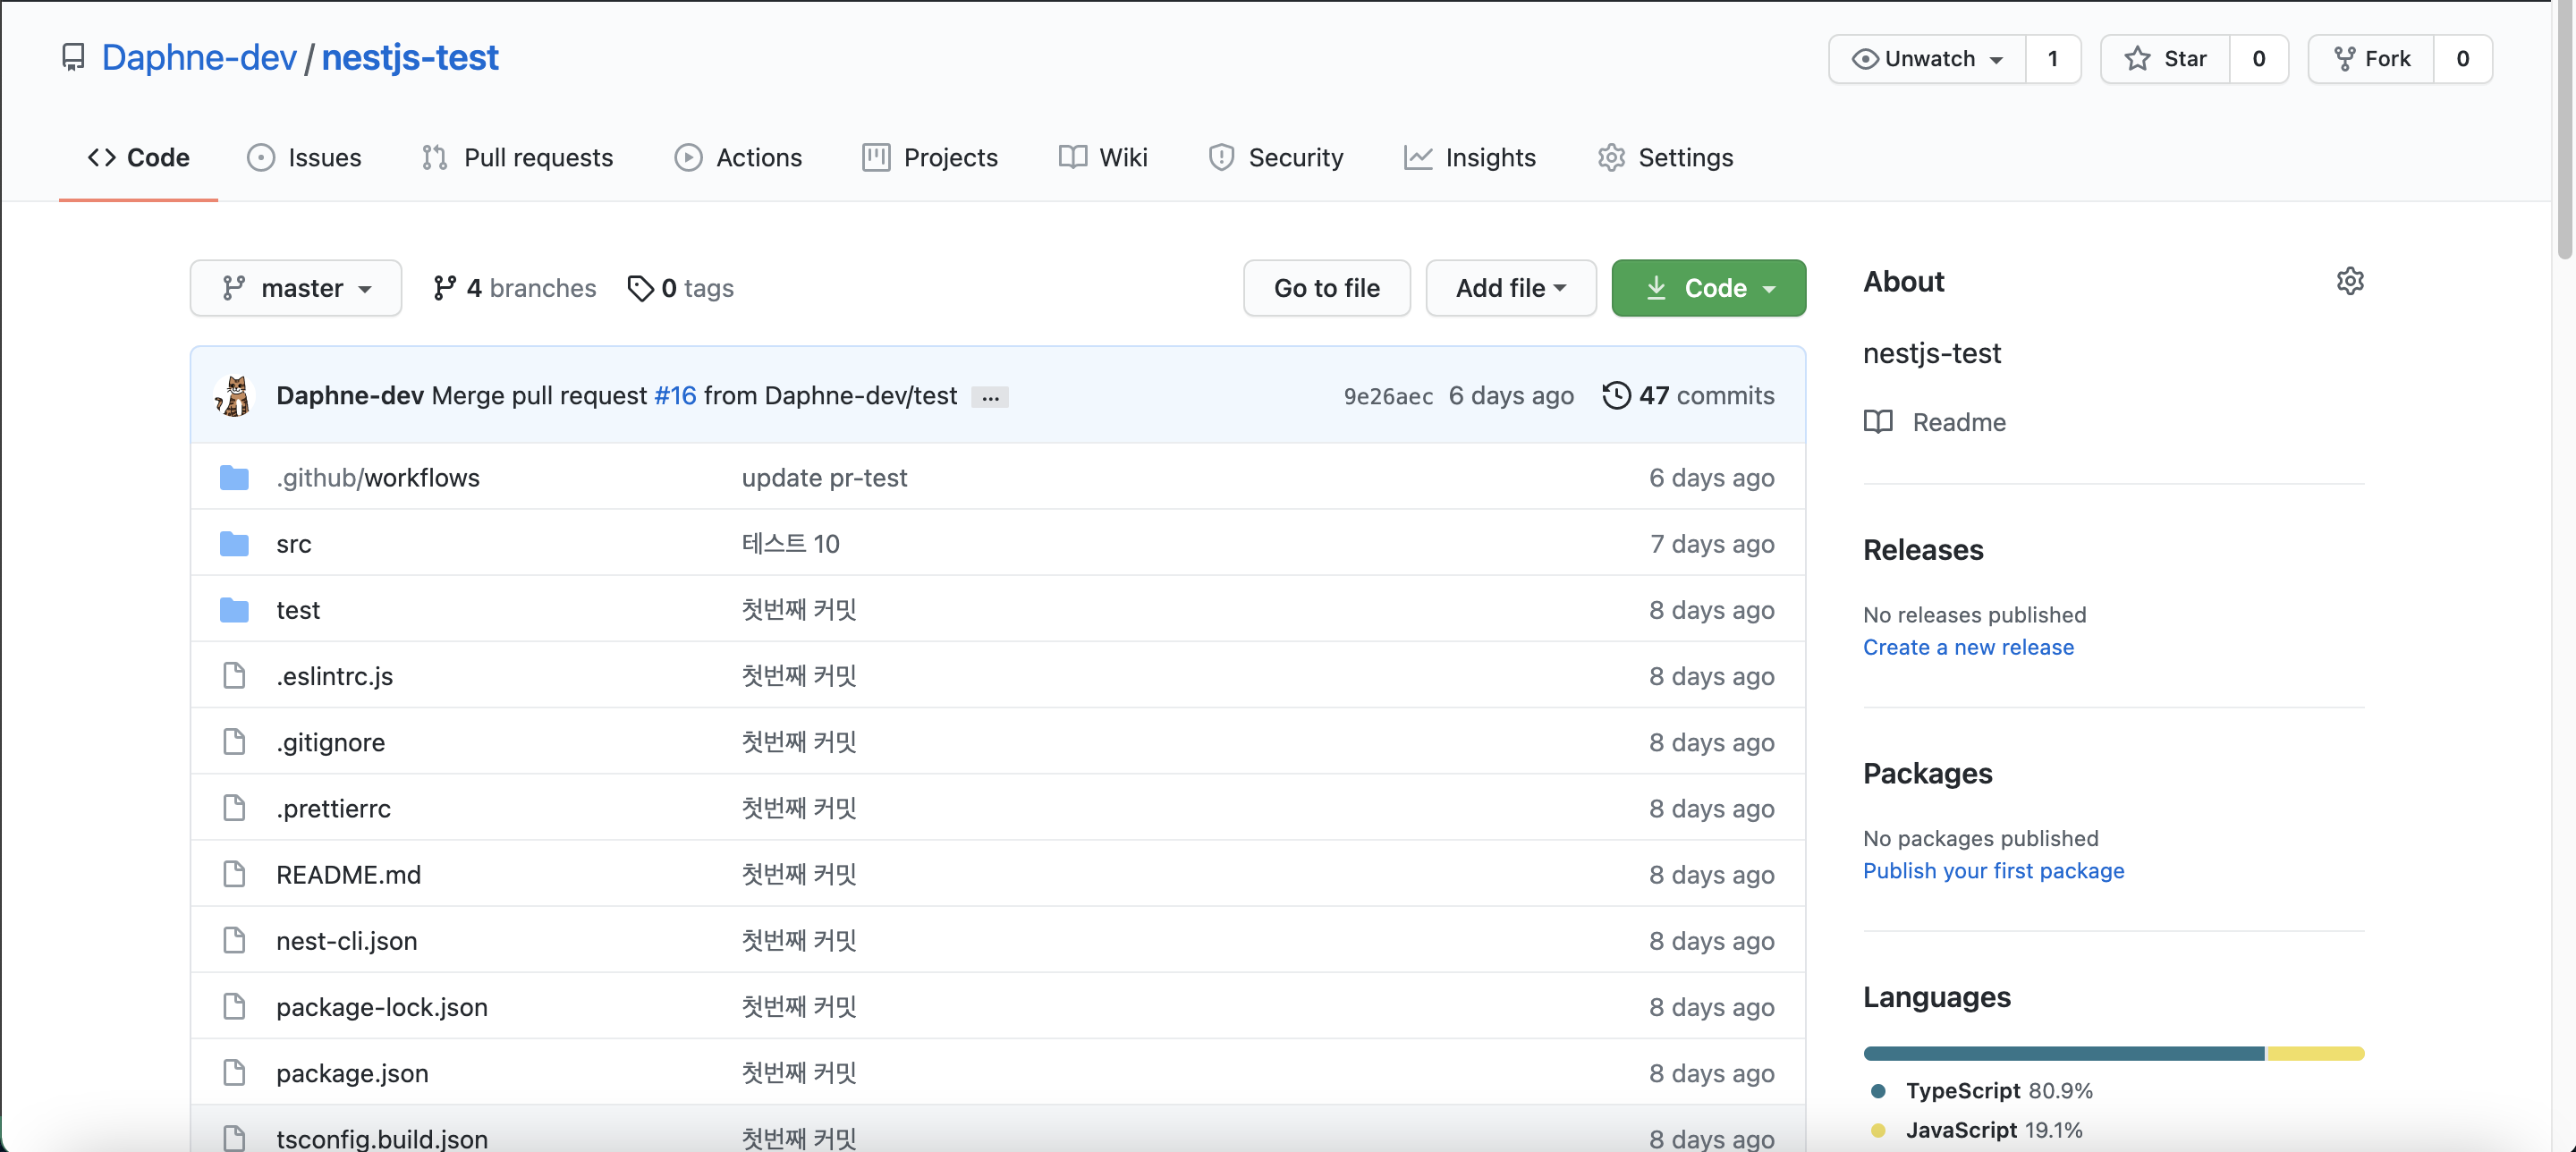 Daphne-dev / nestjs-test
Unwatch 1 Star 0 Fork 0
Code Issues Pull requests Actions Projects Wiki Security Insights Settings
master 4 branches 0 tags Go to file Add file Code
Daphne-dev Merge pull request #16 from Daphne-dev/test ... 9e26aec 6 days ago 47 commits
.github/workflows update pr-test 6 days ago
src 테스트 10 7 days ago
test 첫번째 커밋 8 days ago
.eslintrc.js 첫번째 커밋 8 days ago
.gitignore 첫번째 커밋 8 days ago
.prettierrc 첫번째 커밋 8 days ago
README.md 첫번째 커밋 8 days ago
nest-cli.json 첫번째 커밋 8 days ago
package-lock.json 첫번째 커밋 8 days ago
package.json 첫번째 커밋 8 days ago
tsconfig.build.json 첫번째 커밋 8 days ago
About
nestjs-test
Readme
Releases
No releases published
Create a new release
Packages
No packages published
Publish your first package
Languages
TypeScript 80.9%
JavaScript 19.1%